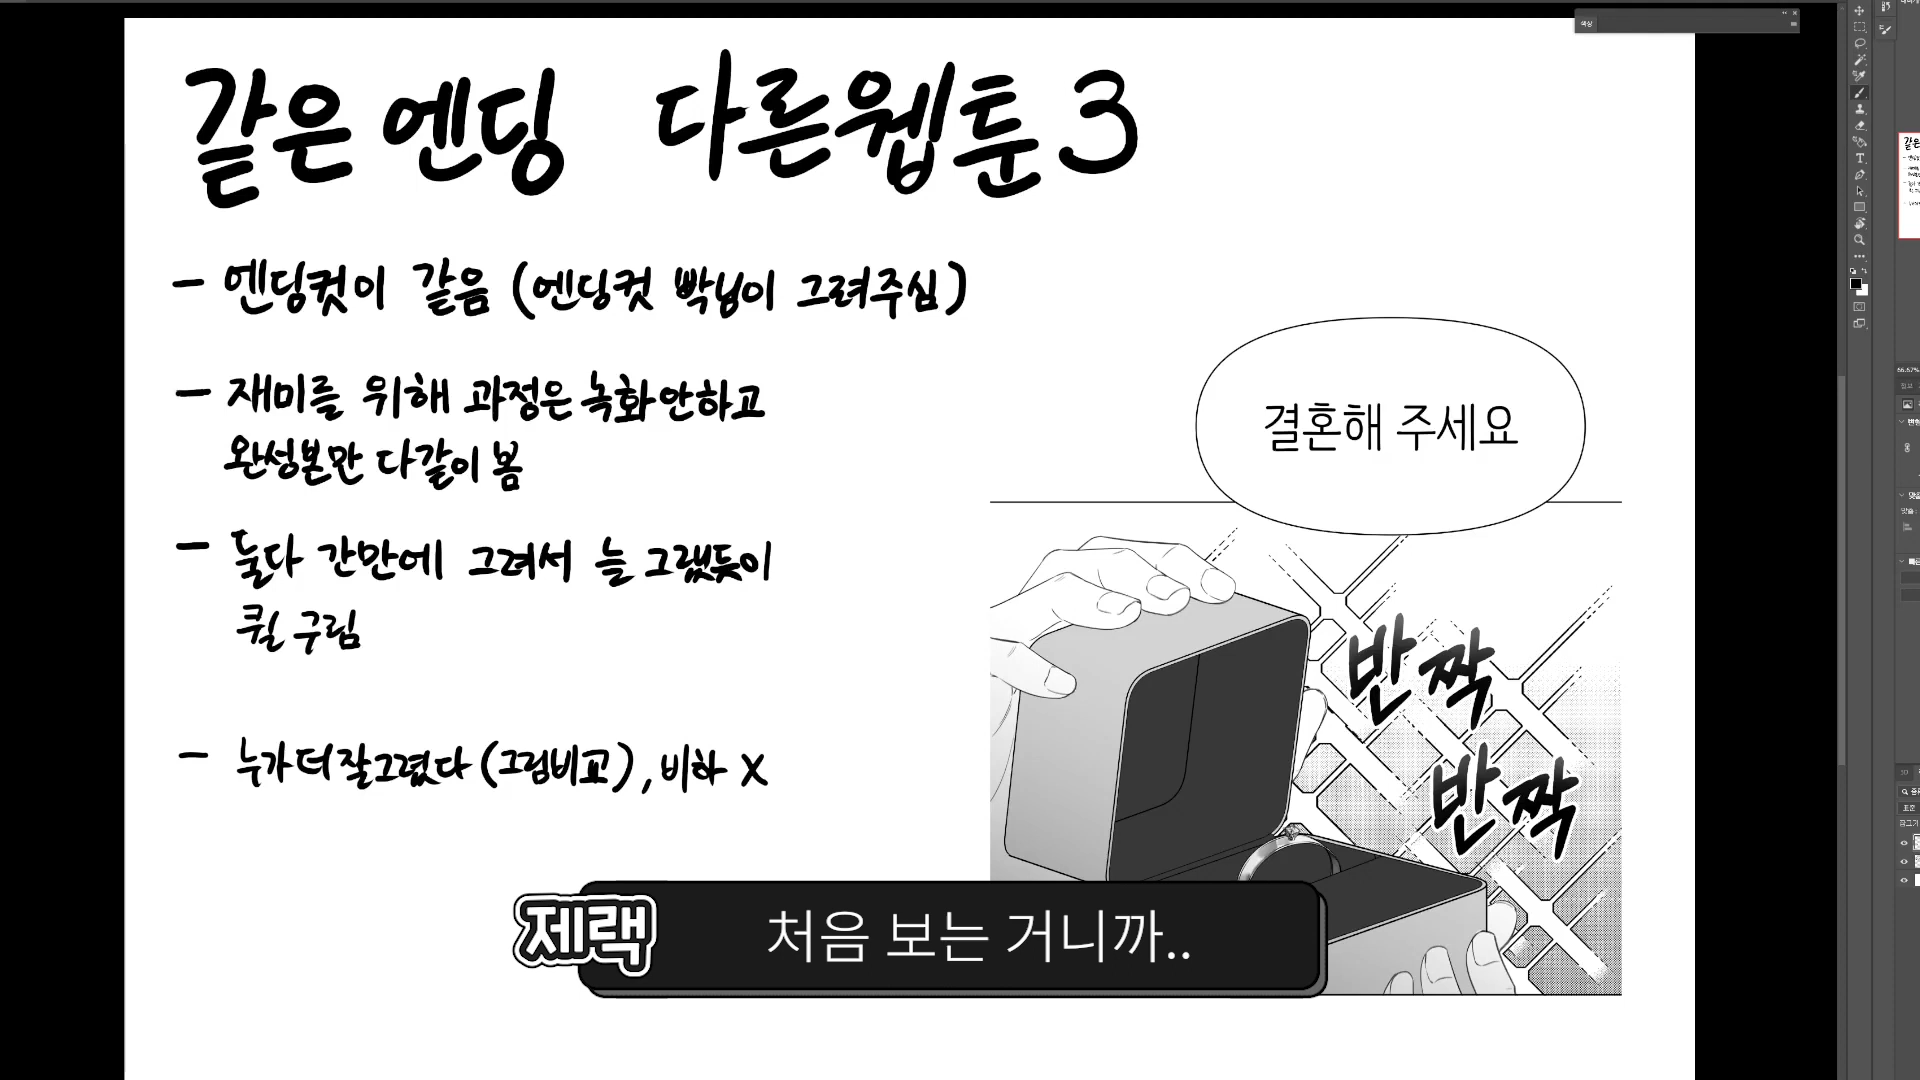 같은 엔딩 다른 웹툰 3
- 엔딩컷이 같음 (엔딩컷 빡님이 그려주심)
- 재미를 위해 과정은 녹화 안하고
완성본만 다같이 봄
- 둘다 간만에 그려서 늘 그랬듯이
퀄 구림
- 누가 더 잘그렸다 (그림비교), 비하 X
결혼해 주세요
반짝
반짝
제랙
처음 보는 거니까..
색상
66.67%